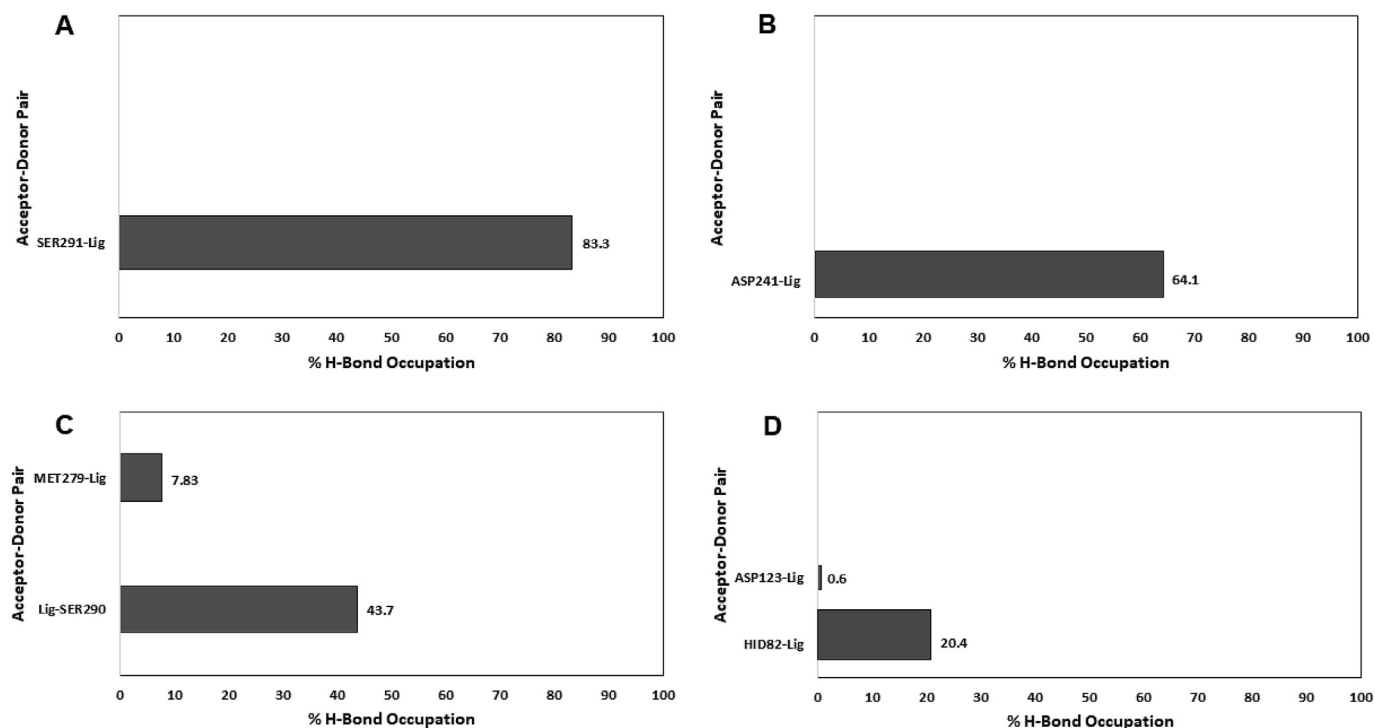 A
Acceptor-Donor Pair
SER291-Lig
83.3
0 10 20 30 40 50 60 70 80 90 100
% H-Bond Occupation
B
Acceptor-Donor Pair
ASP241-Lig
64.1
0 10 20 30 40 50 60 70 80 90 100
% H-Bond Occupation
C
Acceptor-Donor Pair
MET279-Lig
7.83
Lig-SER290
43.7
0 10 20 30 40 50 60 70 80 90 100
% H-Bond Occupation
D
Acceptor-Donor Pair
ASP123-Lig
0.6
HID82-Lig
20.4
0 10 20 30 40 50 60 70 80 90 100
% H-Bond Occupation